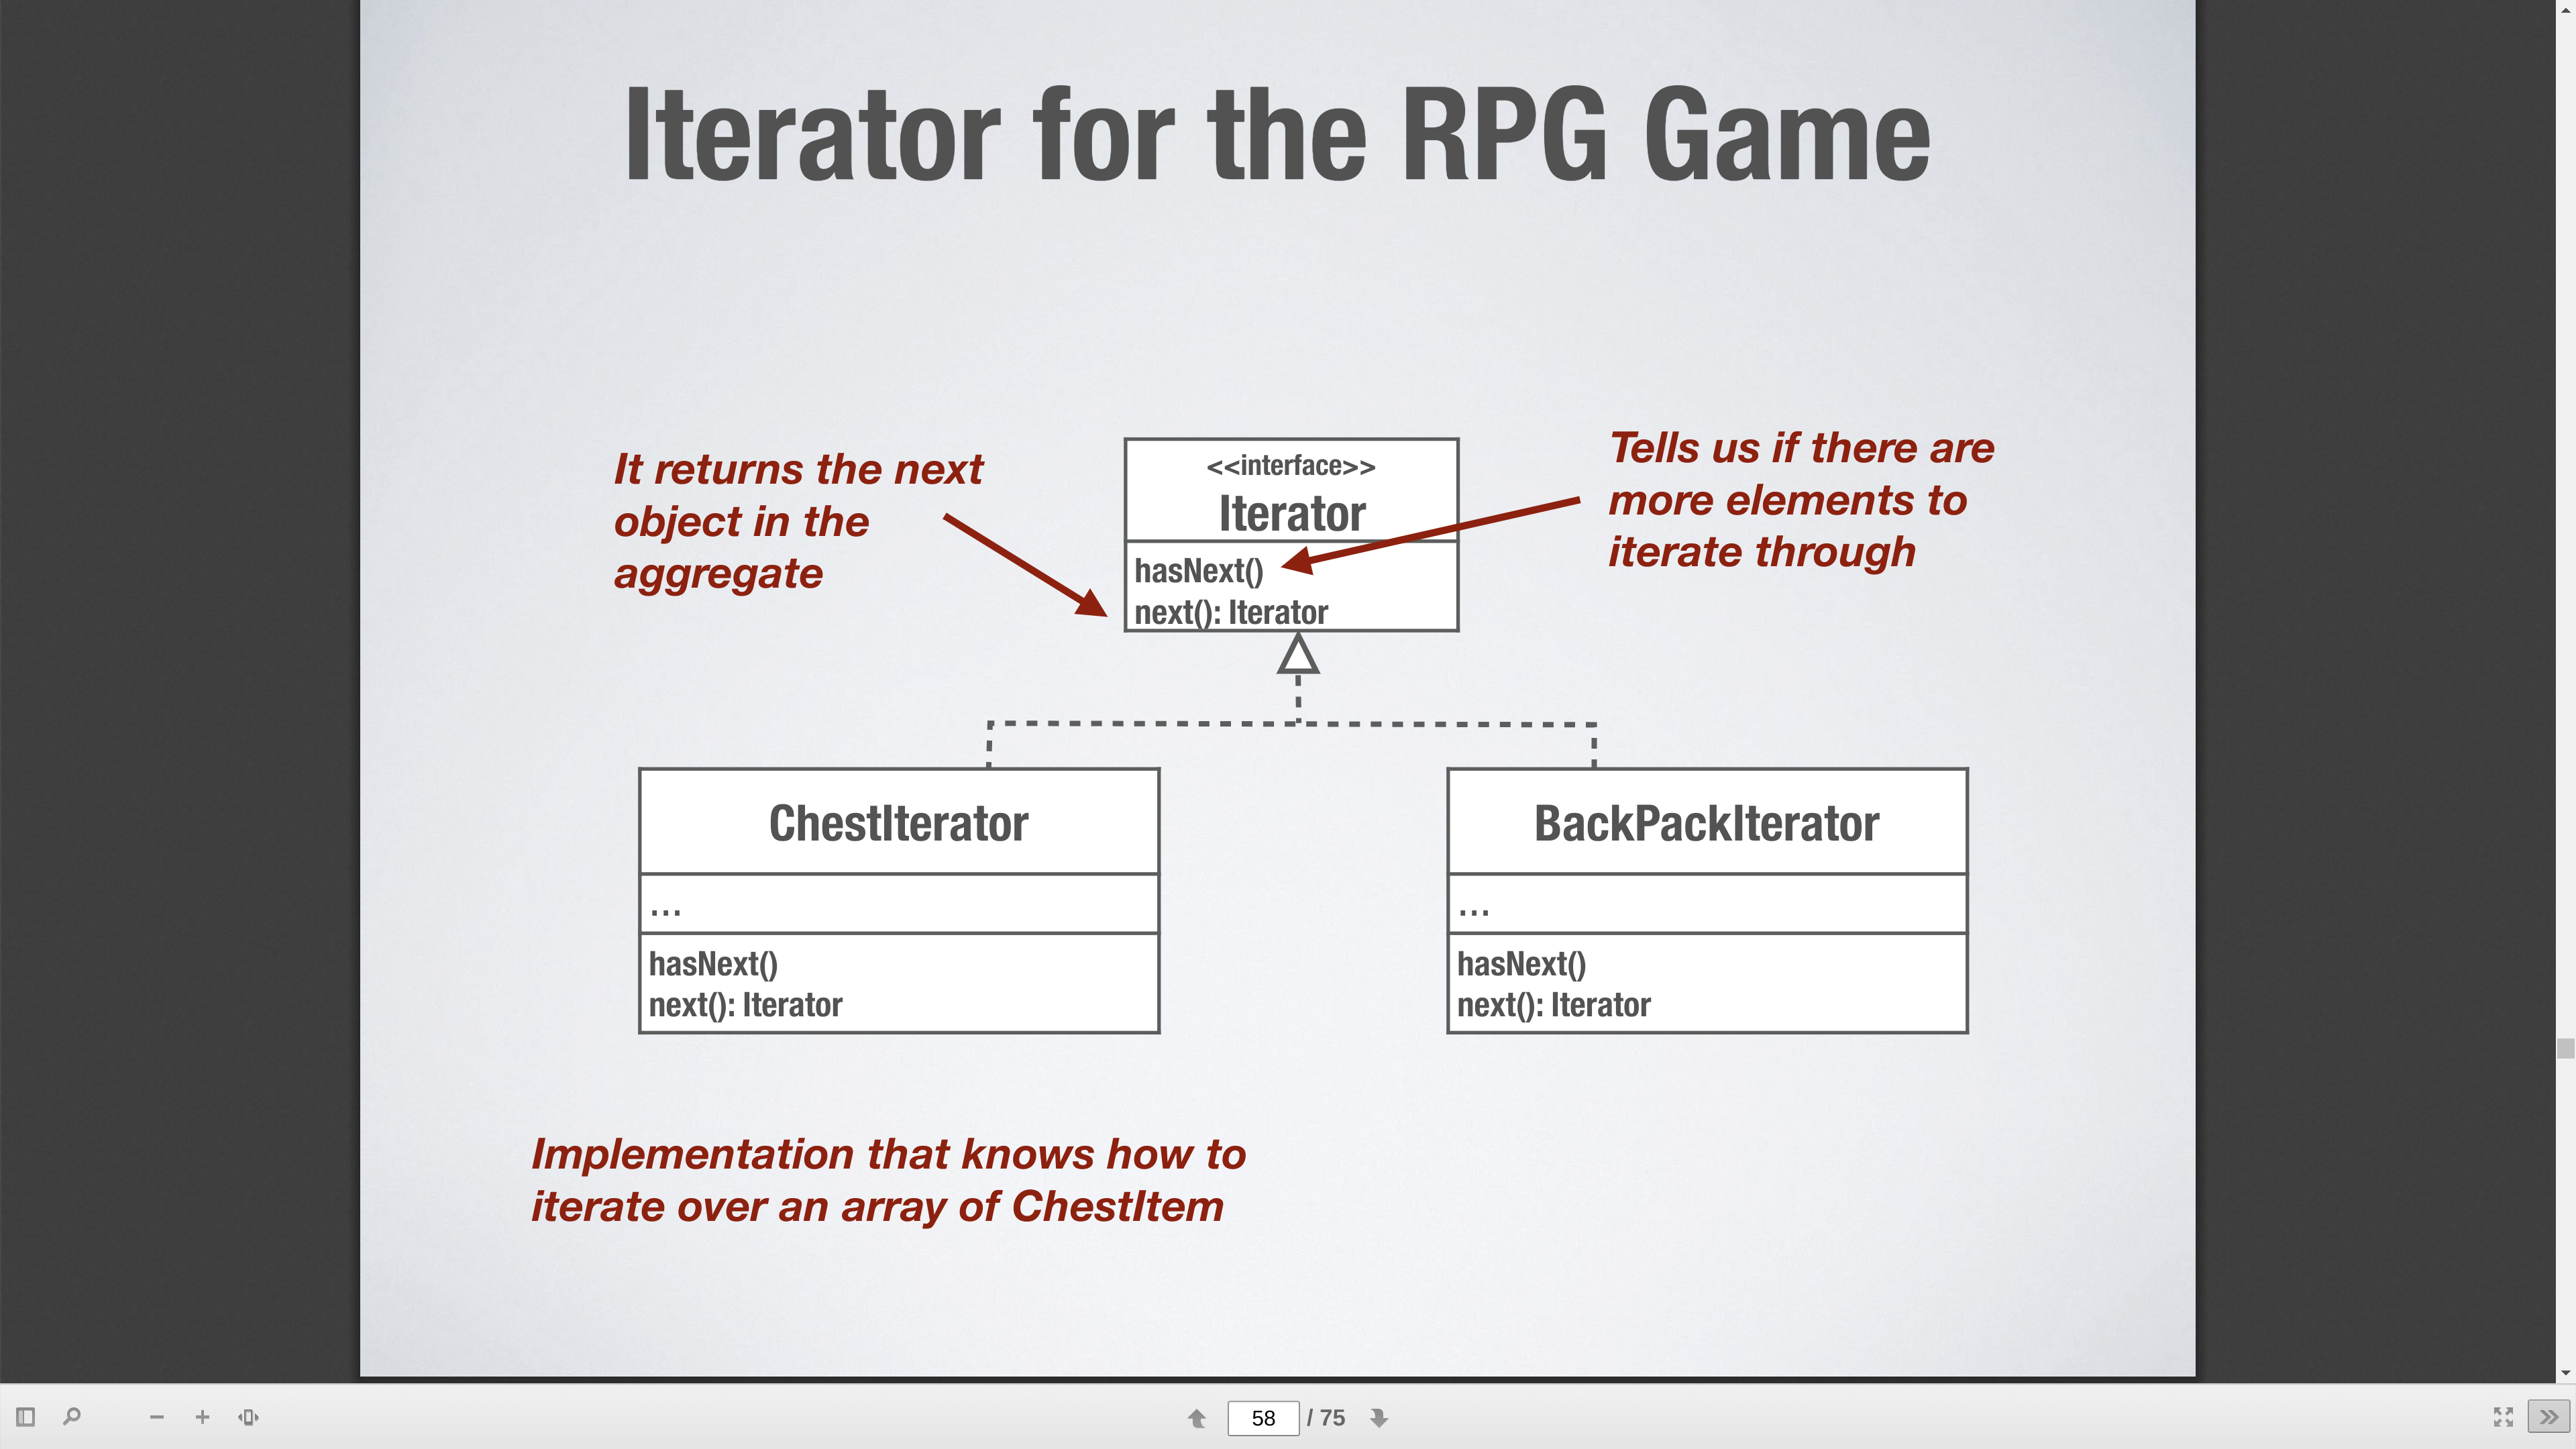 Iterator for the RPG Game
It returns the next
object in the
aggregate
<<interface>>
Iterator
hasNext()
next(): Iterator
Tells us if there are
more elements to
iterate through
ChestIterator
...
hasNext()
next(): Iterator
BackPackIterator
...
hasNext()
next(): Iterator
Implementation that knows how to
iterate over an array of ChestItem
58 / 75